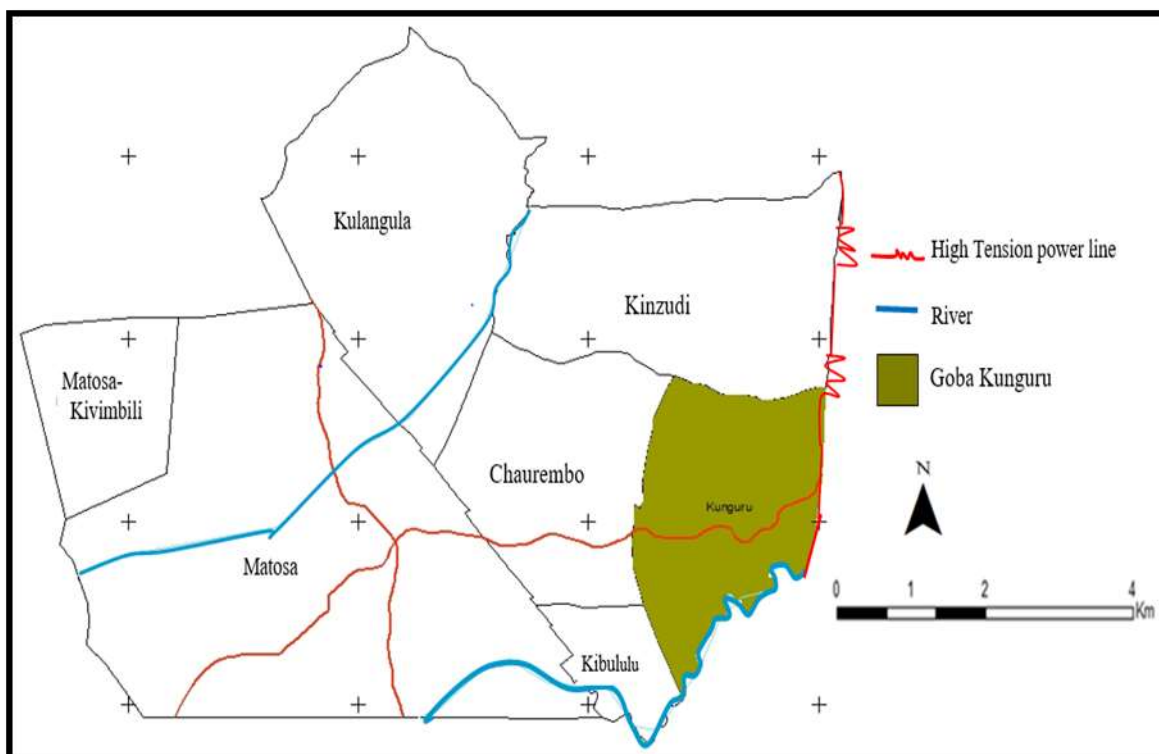 Kulangula
High Tension power line
Kinzudi
River
Matosa-
Kivimbili
Goba Kunguru
Chaurembo
N
Kunguru
Matosa
0 1 2 4
Km
Kibululu